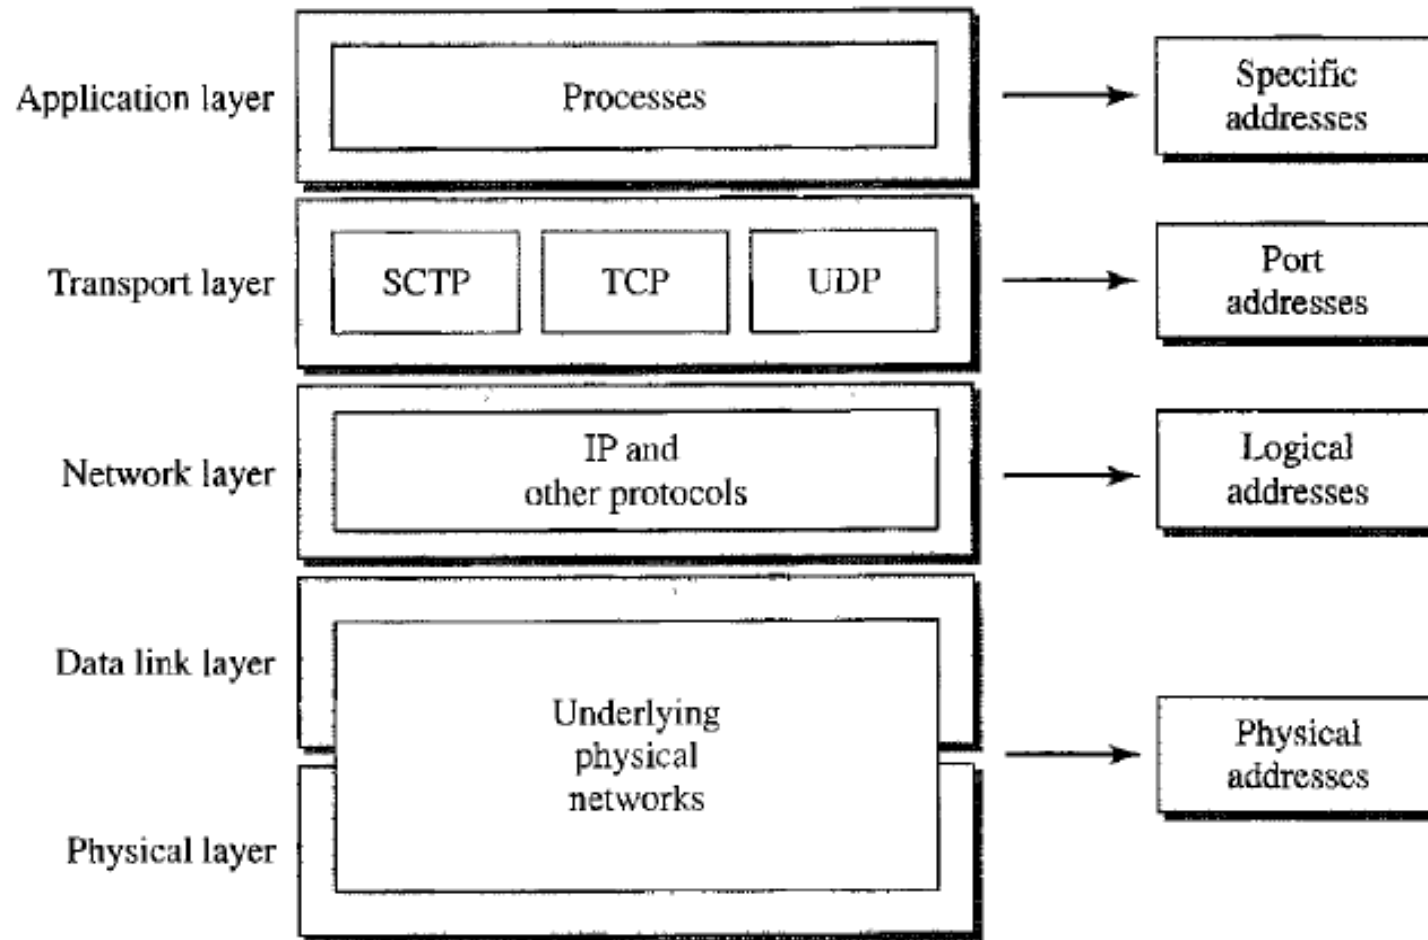 Application layer
Processes
Specific
addresses
Transport layer
SCTP
TCP
UDP
Port
addresses
Network layer
IP and
other protocols
Logical
addresses
Data link layer
Underlying
physical
networks
Physical
addresses
Physical layer